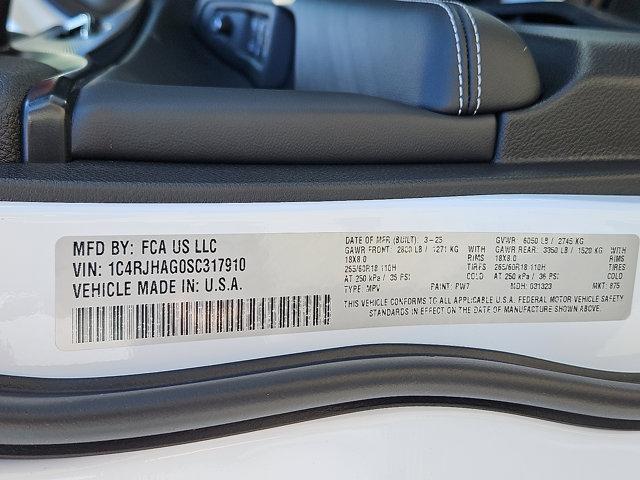 MFD BY: FCA US LLC
VIN: 1C4RJHAG0SC317910
VEHICLE MADE IN: U.S.A.
DATE OF MFR (BUILT): 3-25 GVWR: 6050 LB / 2745 KG
GAWR FRONT: 2800 LB / 1271 KG WITH GAWR REAR: 3350 LB / 1520 KG WITH
18X8.0 RIMS 18X8.0 RIMS
265/60R18 110H TIRES 265/60R18 110H TIRES
AT 250 kPa / 36 PSI COLD AT 250 kPa / 36 PSI COLD
TYPE: MPV PAINT: PW7 MDH: 031323 MKT: 875
THIS VEHICLE CONFORMS TO ALL APPLICABLE U.S.A. FEDERAL MOTOR VEHICLE SAFETY
STANDARDS IN EFFECT ON THE DATE OF MANUFACTURE SHOWN ABOVE.